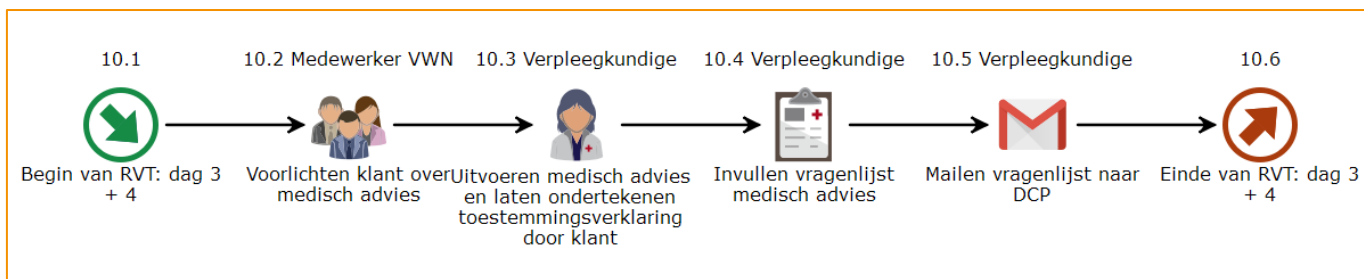 10.1
10.2 Medewerker VWN
10.3 Verpleegkundige
10.4 Verpleegkundige
10.5 Verpleegkundige
10.6
Begin van RVT: dag 3
+ 4
Voorlichten klant over
medisch advies
Uitvoeren medisch advies
en laten ondertekenen
toestemmingsverklaring
door klant
Invullen vragenlijst
medisch advies
Mailen vragenlijst naar
DCP
Einde van RVT: dag 3
+ 4